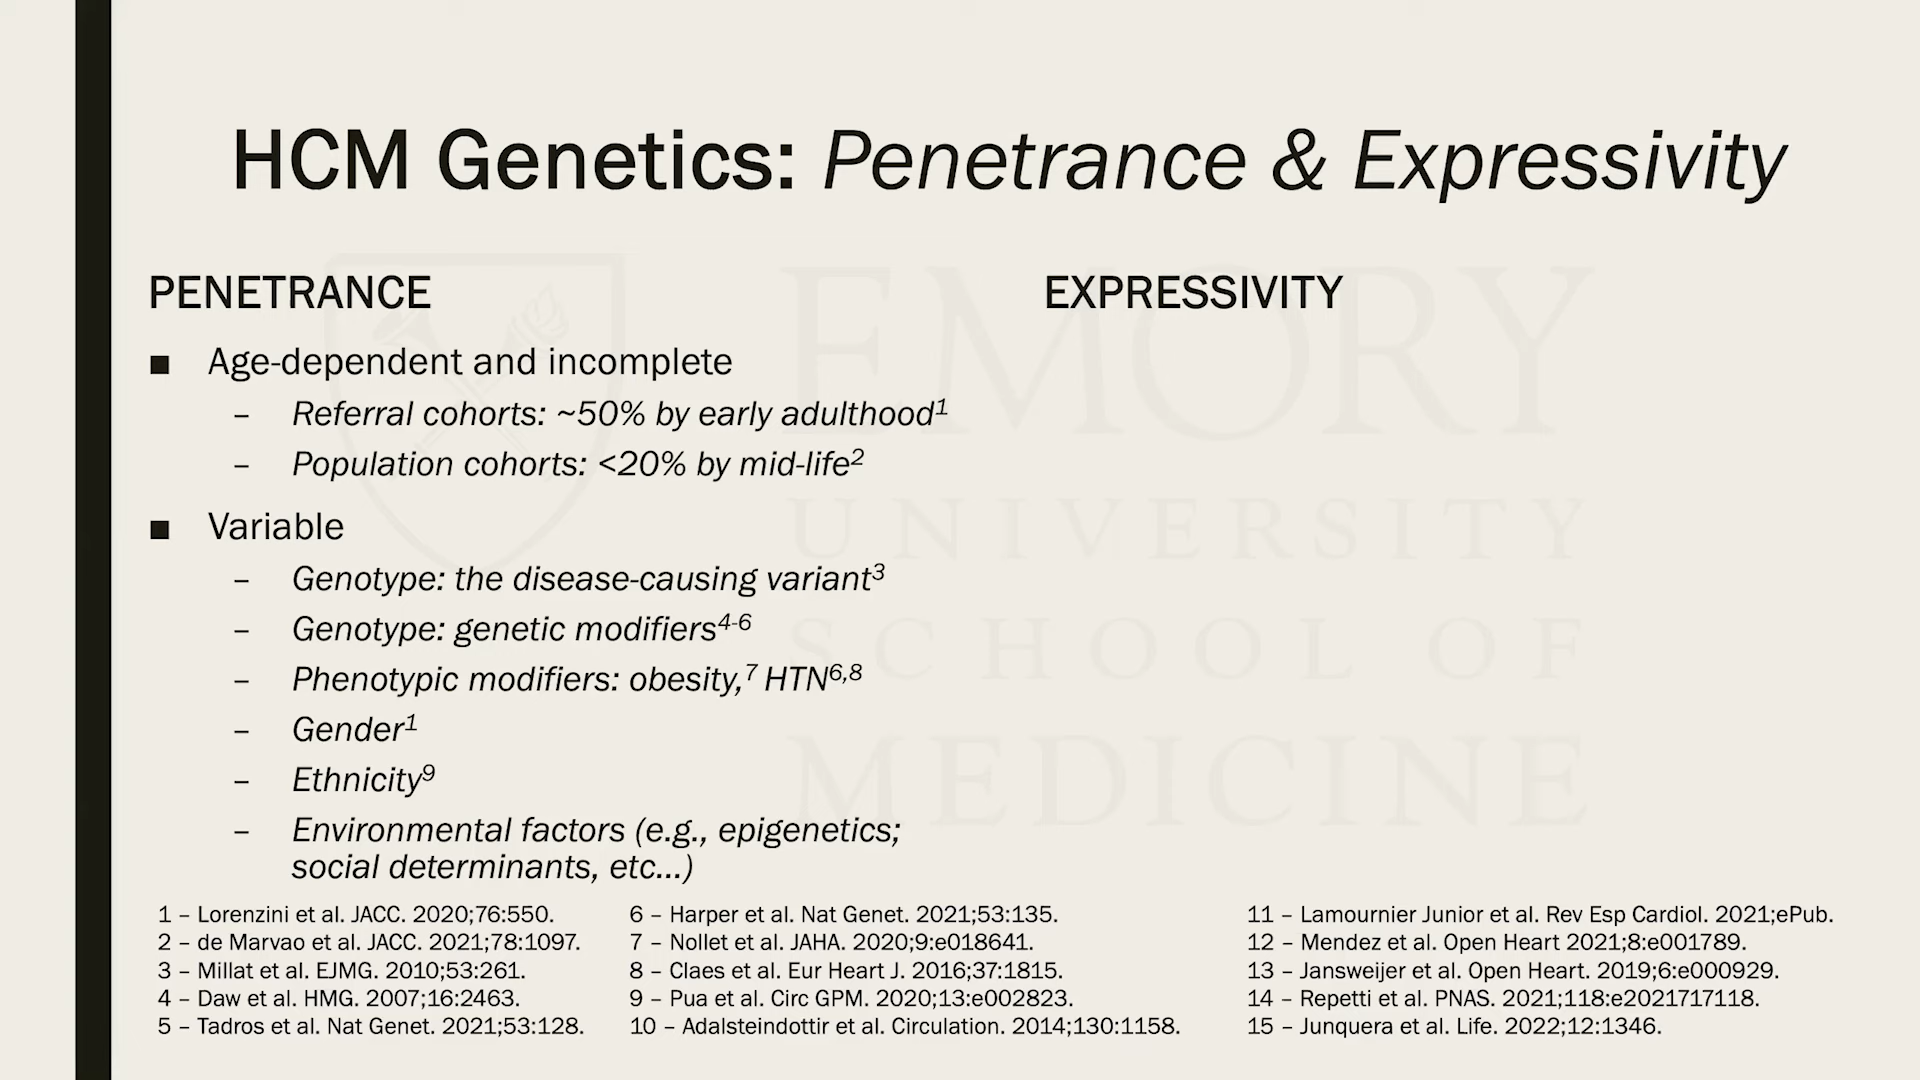 HCM Genetics: Penetrance & Expressivity
PENETRANCE
■ Age-dependent and incomplete
– Referral cohorts: ~50% by early adulthood1
– Population cohorts: <20% by mid-life2
■ Variable
– Genotype: the disease-causing variant3
– Genotype: genetic modifiers4-6
– Phenotypic modifiers: obesity,7 HTN6,8
– Gender1
– Ethnicity9
– Environmental factors (e.g., epigenetics;
social determinants, etc...)
EXPRESSIVITY
EMORY
UNIVERSITY
SCHOOL OF
MEDICINE
1 – Lorenzini et al. JACC. 2020;76:550.
2 – de Marvao et al. JACC. 2021;78:1097.
3 – Millat et al. EJMG. 2010;53:261.
4 – Daw et al. HMG. 2007;16:2463.
5 – Tadros et al. Nat Genet. 2021;53:128.
6 – Harper et al. Nat Genet. 2021;53:135.
7 – Nollet et al. JAHA. 2020;9:e018641.
8 – Claes et al. Eur Heart J. 2016;37:1815.
9 – Pua et al. Circ GPM. 2020;13:e002823.
10 – Adalsteindottir et al. Circulation. 2014;130:1158.
11 – Lamournier Junior et al. Rev Esp Cardiol. 2021;ePub.
12 – Mendez et al. Open Heart 2021;8:e001789.
13 – Jansweijer et al. Open Heart. 2019;6:e000929.
14 – Repetti et al. PNAS. 2021;118:e2021717118.
15 – Junquera et al. Life. 2022;12:1346.